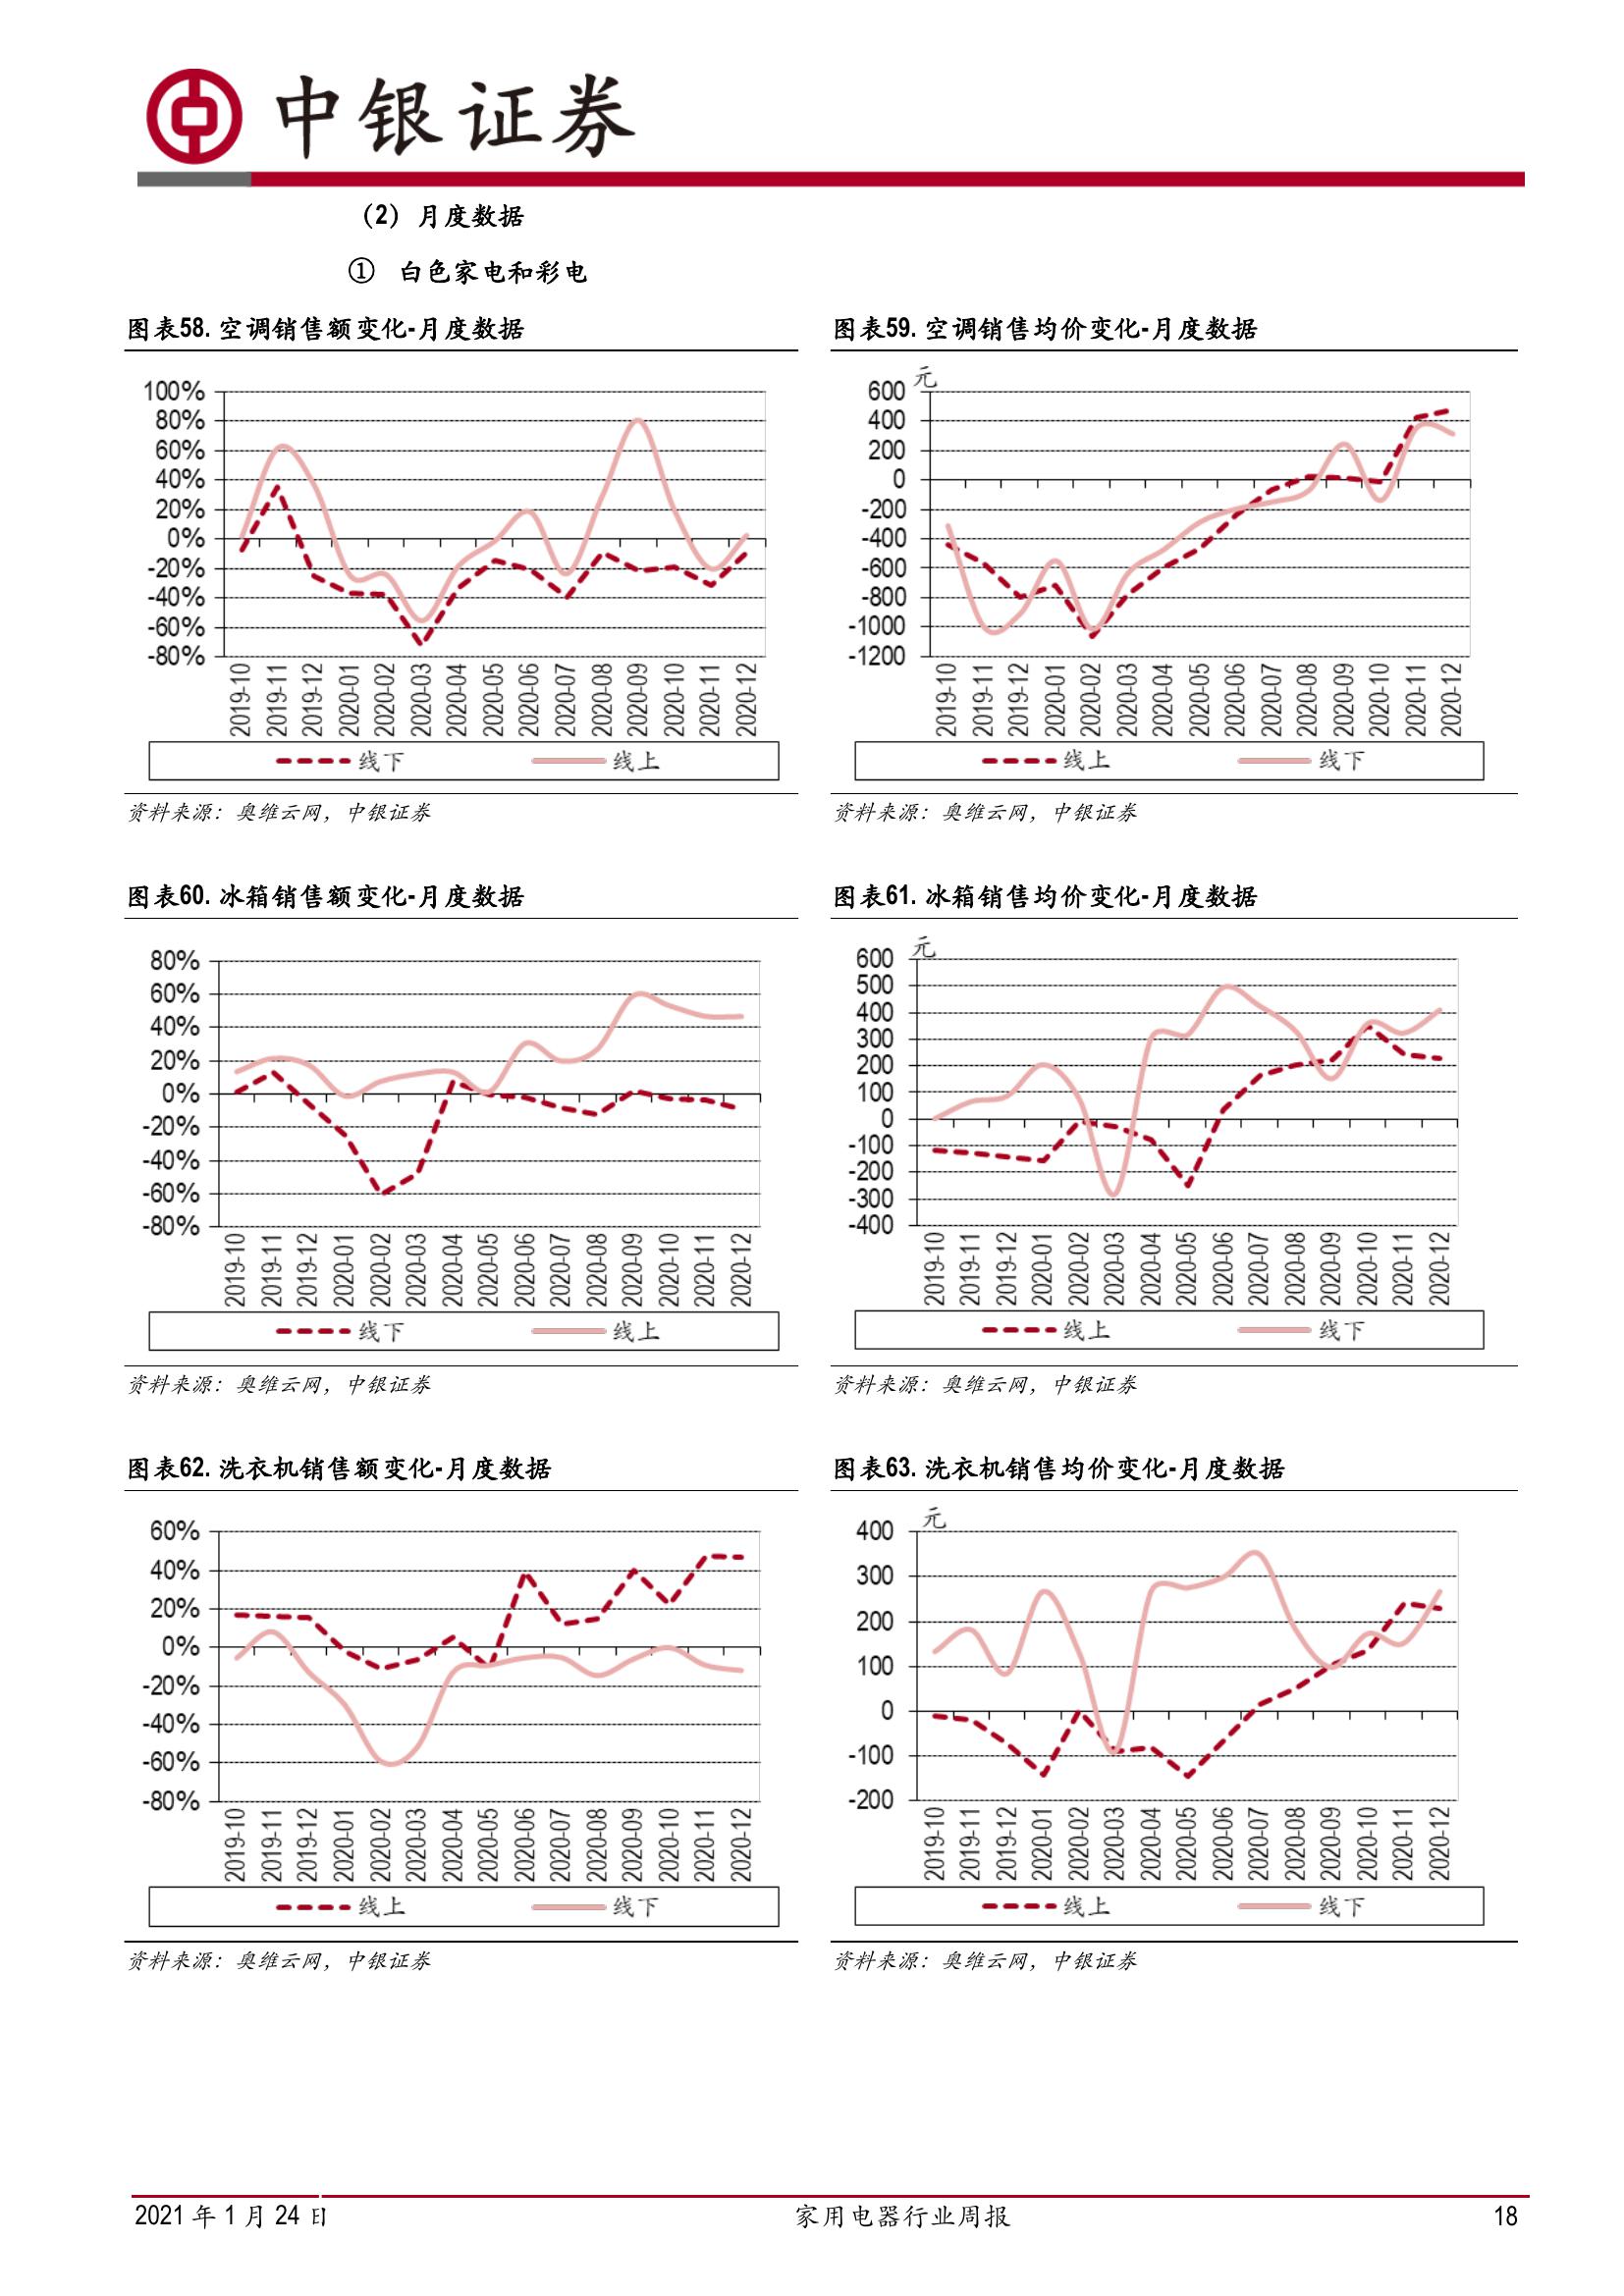 中银证券
（2）月度数据
① 白色家电和彩电
图表58. 空调销售额变化-月度数据
100%
80%
60%
40%
20%
0%
-20%
-40%
-60%
-80%
2019-10 2019-11 2019-12 2020-01 2020-02 2020-03 2020-04 2020-05 2020-06 2020-07 2020-08 2020-09 2020-10 2020-11 2020-12
线下 线上
资料来源：奥维云网，中银证券
图表59. 空调销售均价变化-月度数据
元
600
400
200
0
-200
-400
-600
-800
-1000
-1200
2019-10 2019-11 2019-12 2020-01 2020-02 2020-03 2020-04 2020-05 2020-06 2020-07 2020-08 2020-09 2020-10 2020-11 2020-12
线上 线下
资料来源：奥维云网，中银证券
图表60. 冰箱销售额变化-月度数据
80%
60%
40%
20%
0%
-20%
-40%
-60%
-80%
2019-10 2019-11 2019-12 2020-01 2020-02 2020-03 2020-04 2020-05 2020-06 2020-07 2020-08 2020-09 2020-10 2020-11 2020-12
线下 线上
资料来源：奥维云网，中银证券
图表61. 冰箱销售均价变化-月度数据
元
600
500
400
300
200
100
0
-100
-200
-300
-400
2019-10 2019-11 2019-12 2020-01 2020-02 2020-03 2020-04 2020-05 2020-06 2020-07 2020-08 2020-09 2020-10 2020-11 2020-12
线上 线下
资料来源：奥维云网，中银证券
图表62. 洗衣机销售额变化-月度数据
60%
40%
20%
0%
-20%
-40%
-60%
-80%
2019-10 2019-11 2019-12 2020-01 2020-02 2020-03 2020-04 2020-05 2020-06 2020-07 2020-08 2020-09 2020-10 2020-11 2020-12
线上 线下
资料来源：奥维云网，中银证券
图表63. 洗衣机销售均价变化-月度数据
元
400
300
200
100
0
-100
-200
2019-10 2019-11 2019-12 2020-01 2020-02 2020-03 2020-04 2020-05 2020-06 2020-07 2020-08 2020-09 2020-10 2020-11 2020-12
线上 线下
资料来源：奥维云网，中银证券
2021 年 1 月 24 日 家用电器行业周报 18